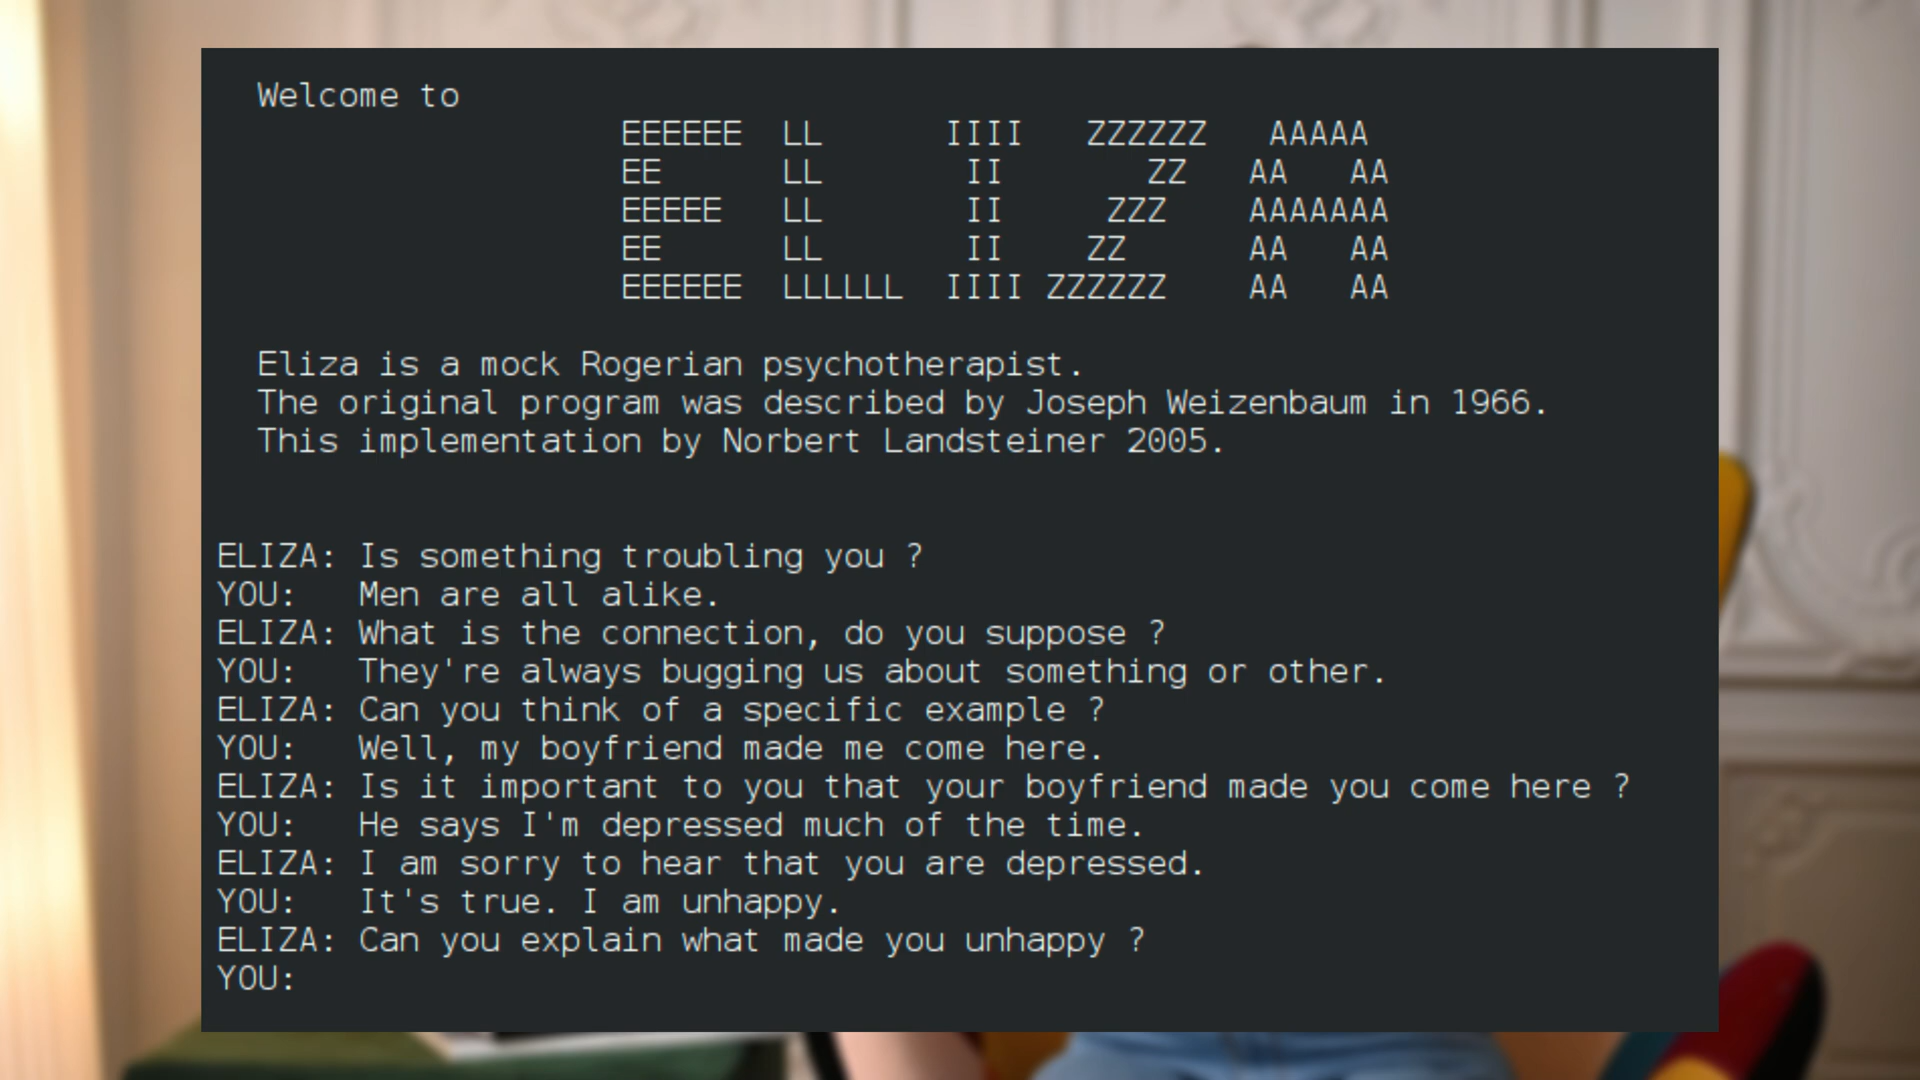 Welcome to
EEEEEE  LL      IIII   ZZZZZZ   AAAAA
EE      LL       II       ZZ   AA   AA
EEEEE   LL       II     ZZZ    AAAAAAA
EE      LL       II    ZZ      AA   AA
EEEEEE  LLLLLL  IIII ZZZZZZ    AA   AA
Eliza is a mock Rogerian psychotherapist.
The original program was described by Joseph Weizenbaum in 1966.
This implementation by Norbert Landsteiner 2005.
ELIZA: Is something troubling you ?
YOU:   Men are all alike.
ELIZA: What is the connection, do you suppose ?
YOU:   They're always bugging us about something or other.
ELIZA: Can you think of a specific example ?
YOU:   Well, my boyfriend made me come here.
ELIZA: Is it important to you that your boyfriend made you come here ?
YOU:   He says I'm depressed much of the time.
ELIZA: I am sorry to hear that you are depressed.
YOU:   It's true. I am unhappy.
ELIZA: Can you explain what made you unhappy ?
YOU: